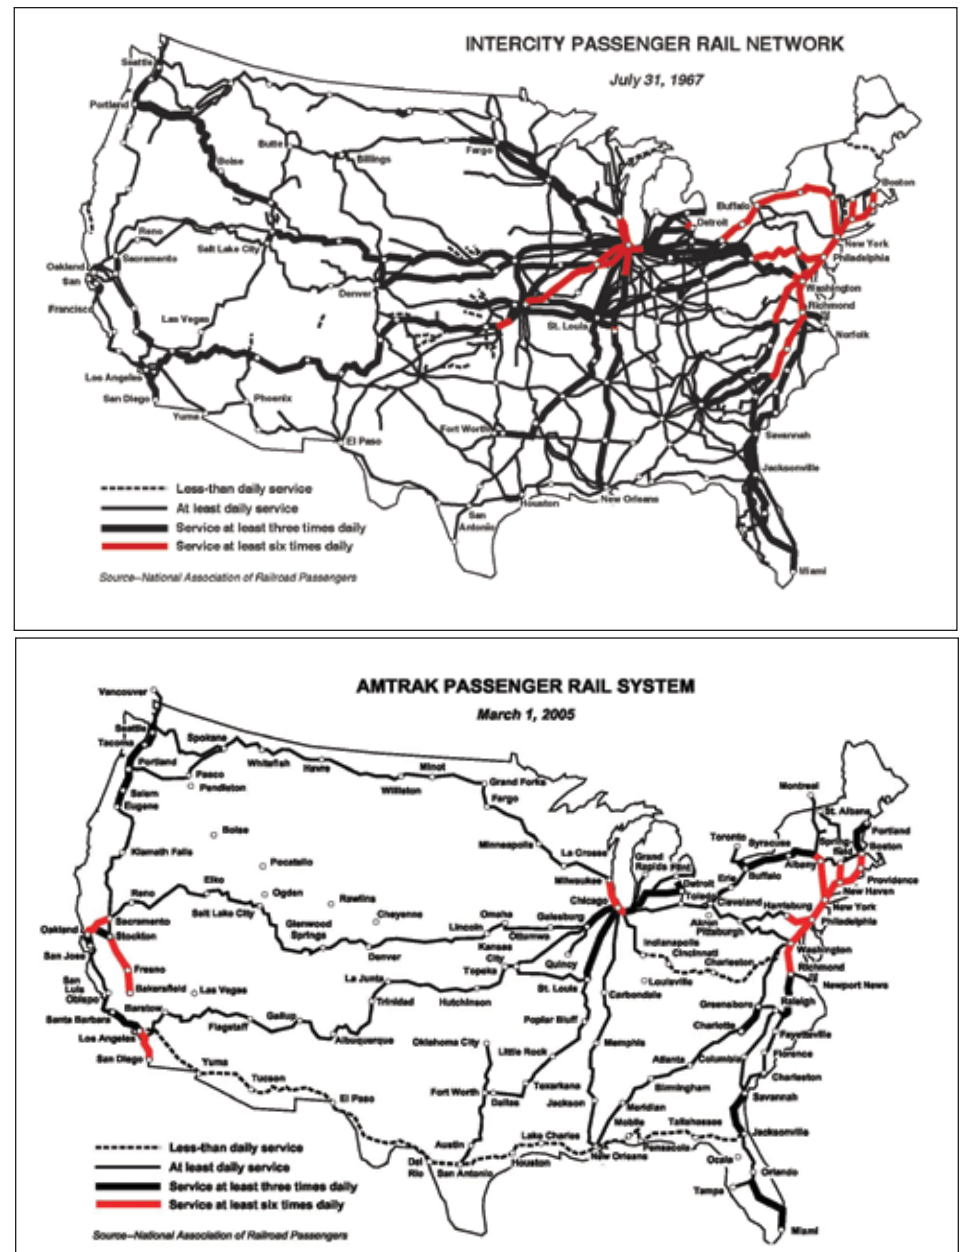 INTERCITY PASSENGER RAIL NETWORK
July 31, 1967
Seattle
Portland
Butte
Billings
Fargo
Boise
Boston
Buffalo
Detroit
Reno
Salt Lake City
New York
Oakland
Sacramento
Philadelphia
San
Francisco
Denver
Washington
Richmond
Las Vegas
St. Louis
Norfolk
Los Angeles
San Diego
Phoenix
Yuma
Fort Worth
Savannah
El Paso
Jacksonville
Less-than daily service
At least daily service
Houston
New Orleans
San
Antonio
Service at least three times daily
Service at least six times daily
Miami
Source--National Association of Railroad Passengers
AMTRAK PASSENGER RAIL SYSTEM
March 1, 2005
Vancouver
Seattle
Tacoma
Spokane
Portland
Whitefish
Havre
Minot
Pasco
Pendleton
Williston
Grand Forks
Montreal
Salem
Eugene
Fargo
St. Albans
Boise
Minneapolis
Toronto
Syracuse
Spring-
field
Portland
Boston
Klamath Falls
La Crosse
Grand
Rapids
Flint
Albany
Pocatello
Milwaukee
Detroit
Erie
Buffalo
Providence
Elko
Ogden
Reno
Rawlins
Toledo
Cleveland
New Haven
Salt Lake City
Cheyenne
Chicago
Harrisburg
New York
Sacramento
Omaha
Galesburg
Akron
Philadelphia
Oakland
Stockton
Glenwood
Springs
Lincoln
Ottumwa
Pittsburgh
San Jose
Denver
Kansas
City
Indianapolis
Cincinnati
Washington
Fresno
Topeka
Quincy
Charleston
Richmond
San
Luis
Obispo
Bakersfield
Las Vegas
La Junta
St. Louis
Louisville
Newport News
Barstow
Trinidad
Hutchinson
Carbondale
Greensboro
Raleigh
Santa Barbara
Gallup
Flagstaff
Poplar Bluff
Charlotte
Los Angeles
Albuquerque
Oklahoma City
Memphis
Fayetteville
San Diego
Little Rock
Atlanta
Columbia
Florence
Yuma
Tucson
Charleston
Fort Worth
Dallas
Texarkana
Birmingham
El Paso
Jackson
Savannah
Meridian
Mobile
Tallahassee
Austin
Lake Charles
Jacksonville
Less-than daily service
Del
Rio
San Antonio
Houston
New Orleans
Pensacola
Ocala
At least daily service
Orlando
Service at least three times daily
Tampa
Service at least six times daily
Miami
Source--National Association of Railroad Passengers